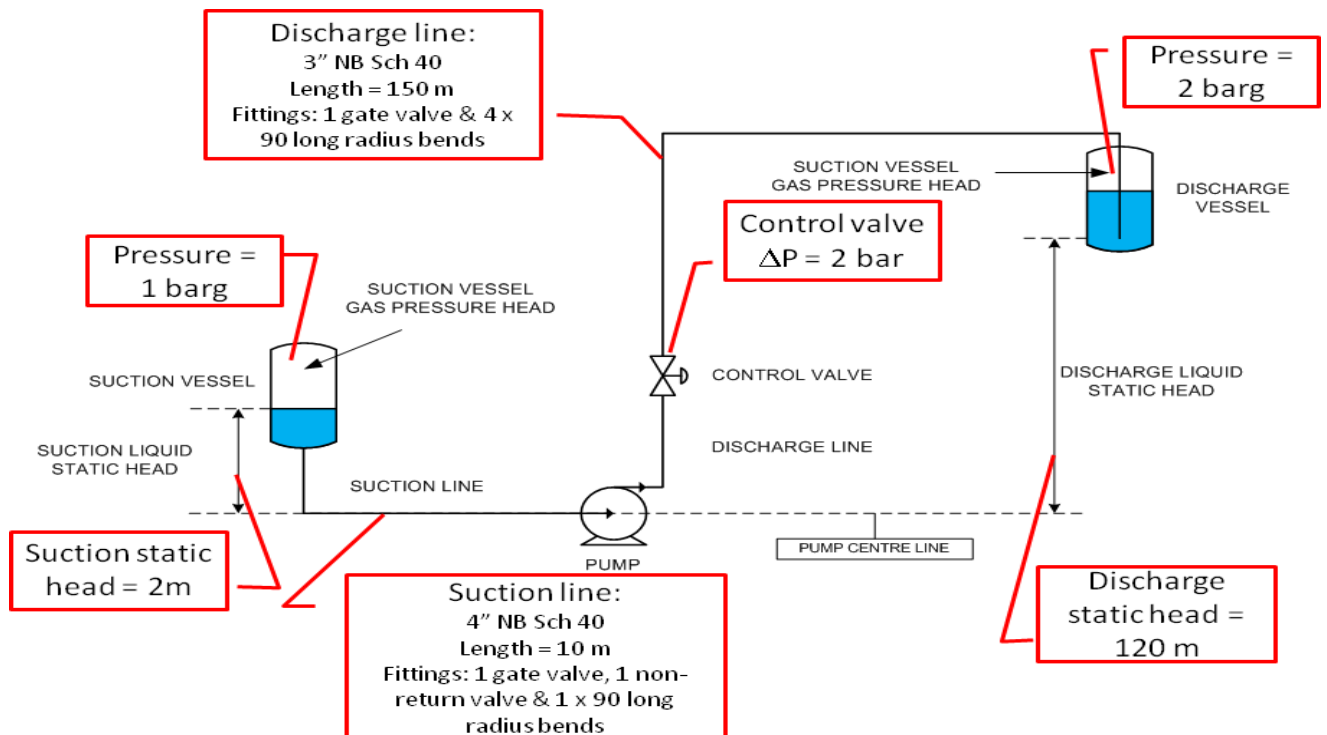 Discharge line:
3” NB Sch 40
Length = 150 m
Fittings: 1 gate valve & 4 x
90 long radius bends
Pressure =
2 barg
SUCTION VESSEL
GAS PRESSURE HEAD
DISCHARGE
VESSEL
Control valve
ΔP = 2 bar
Pressure =
1 barg
SUCTION VESSEL
GAS PRESSURE HEAD
SUCTION VESSEL
CONTROL VALVE
DISCHARGE LIQUID
STATIC HEAD
SUCTION LIQUID
STATIC HEAD
DISCHARGE LINE
SUCTION LINE
PUMP
PUMP CENTRE LINE
Suction static
head = 2m
Suction line:
4” NB Sch 40
Length = 10 m
Fittings: 1 gate valve, 1 non-
return valve & 1 x 90 long
radius bends
Discharge
static head =
120 m